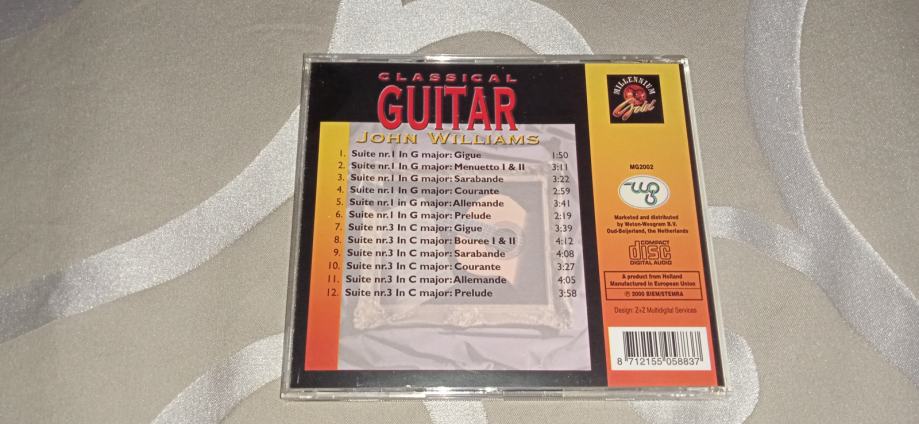 CLASSICAL
GUITAR
JOHN WILLIAMS
1. Suite nr.1 In G major: Gigue 1:50
2. Suite nr.1 In G major: Menuetto I & II 3:11
3. Suite nr.1 In G major: Sarabande 3:22
4. Suite nr.1 In G major: Courante 2:59
5. Suite nr.1 in G major: Allemande 3:41
6. Suite nr.1 In G major: Prelude 2:19
7. Suite nr.3 In C major: Gigue 3:39
8. Suite nr.3 In C major: Bouree I & II 4:12
9. Suite nr.3 In C major: Sarabande 4:08
10. Suite nr.3 In C major: Courante 3:27
11. Suite nr.3 In C major: Allemande 4:05
12. Suite nr.3 In C major: Prelude 3:58
MILLENNIUM
Gold
MG2002
Marketed and distributed
by Weton-Wesgram B.V.
Oud-Beijerland, the Netherlands
COMPACT
disc
DIGITAL AUDIO
A product from Holland
Manufactured in European Union
℗ 2000 BIEM/STEMRA
Design: Z+Z Multidigital Services
8 712155 058837